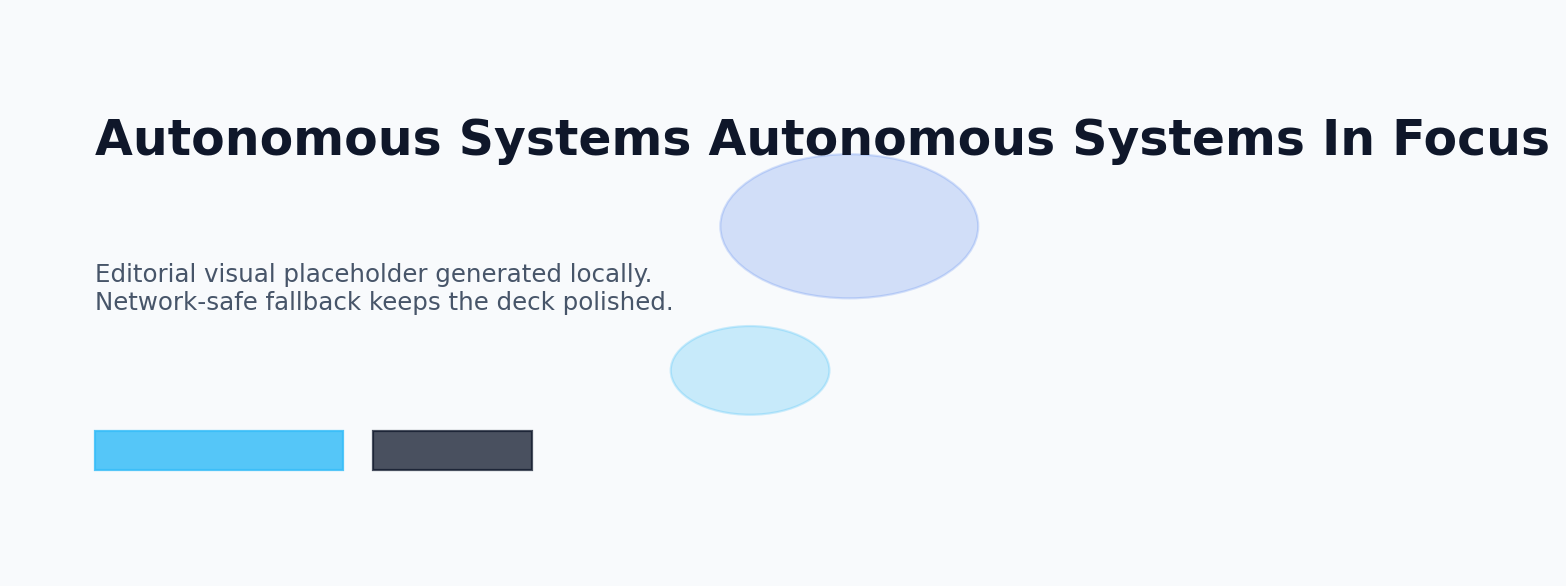 Autonomous Systems Autonomous Systems In Focus
Editorial visual placeholder generated locally.
Network-safe fallback keeps the deck polished.